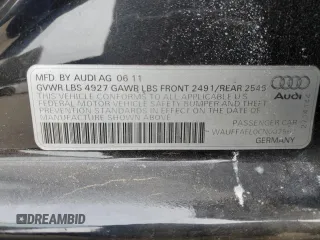 MFD. BY AUDI AG 06 11
GVWR LBS 4927 GAWR LBS FRONT 2491/REAR 2545
THIS VEHICLE CONFORMS TO ALL APPLICABLE U.S.
FEDERAL MOTOR VEHICLE SAFETY BUMPER AND THEFT
PREVENTION STANDARDS IN EFFECT ON THE DATE OF
MANUFACTURE SHOWN ABOVE
Audi
PASSENGER CAR
GERMANY
DREAMBID